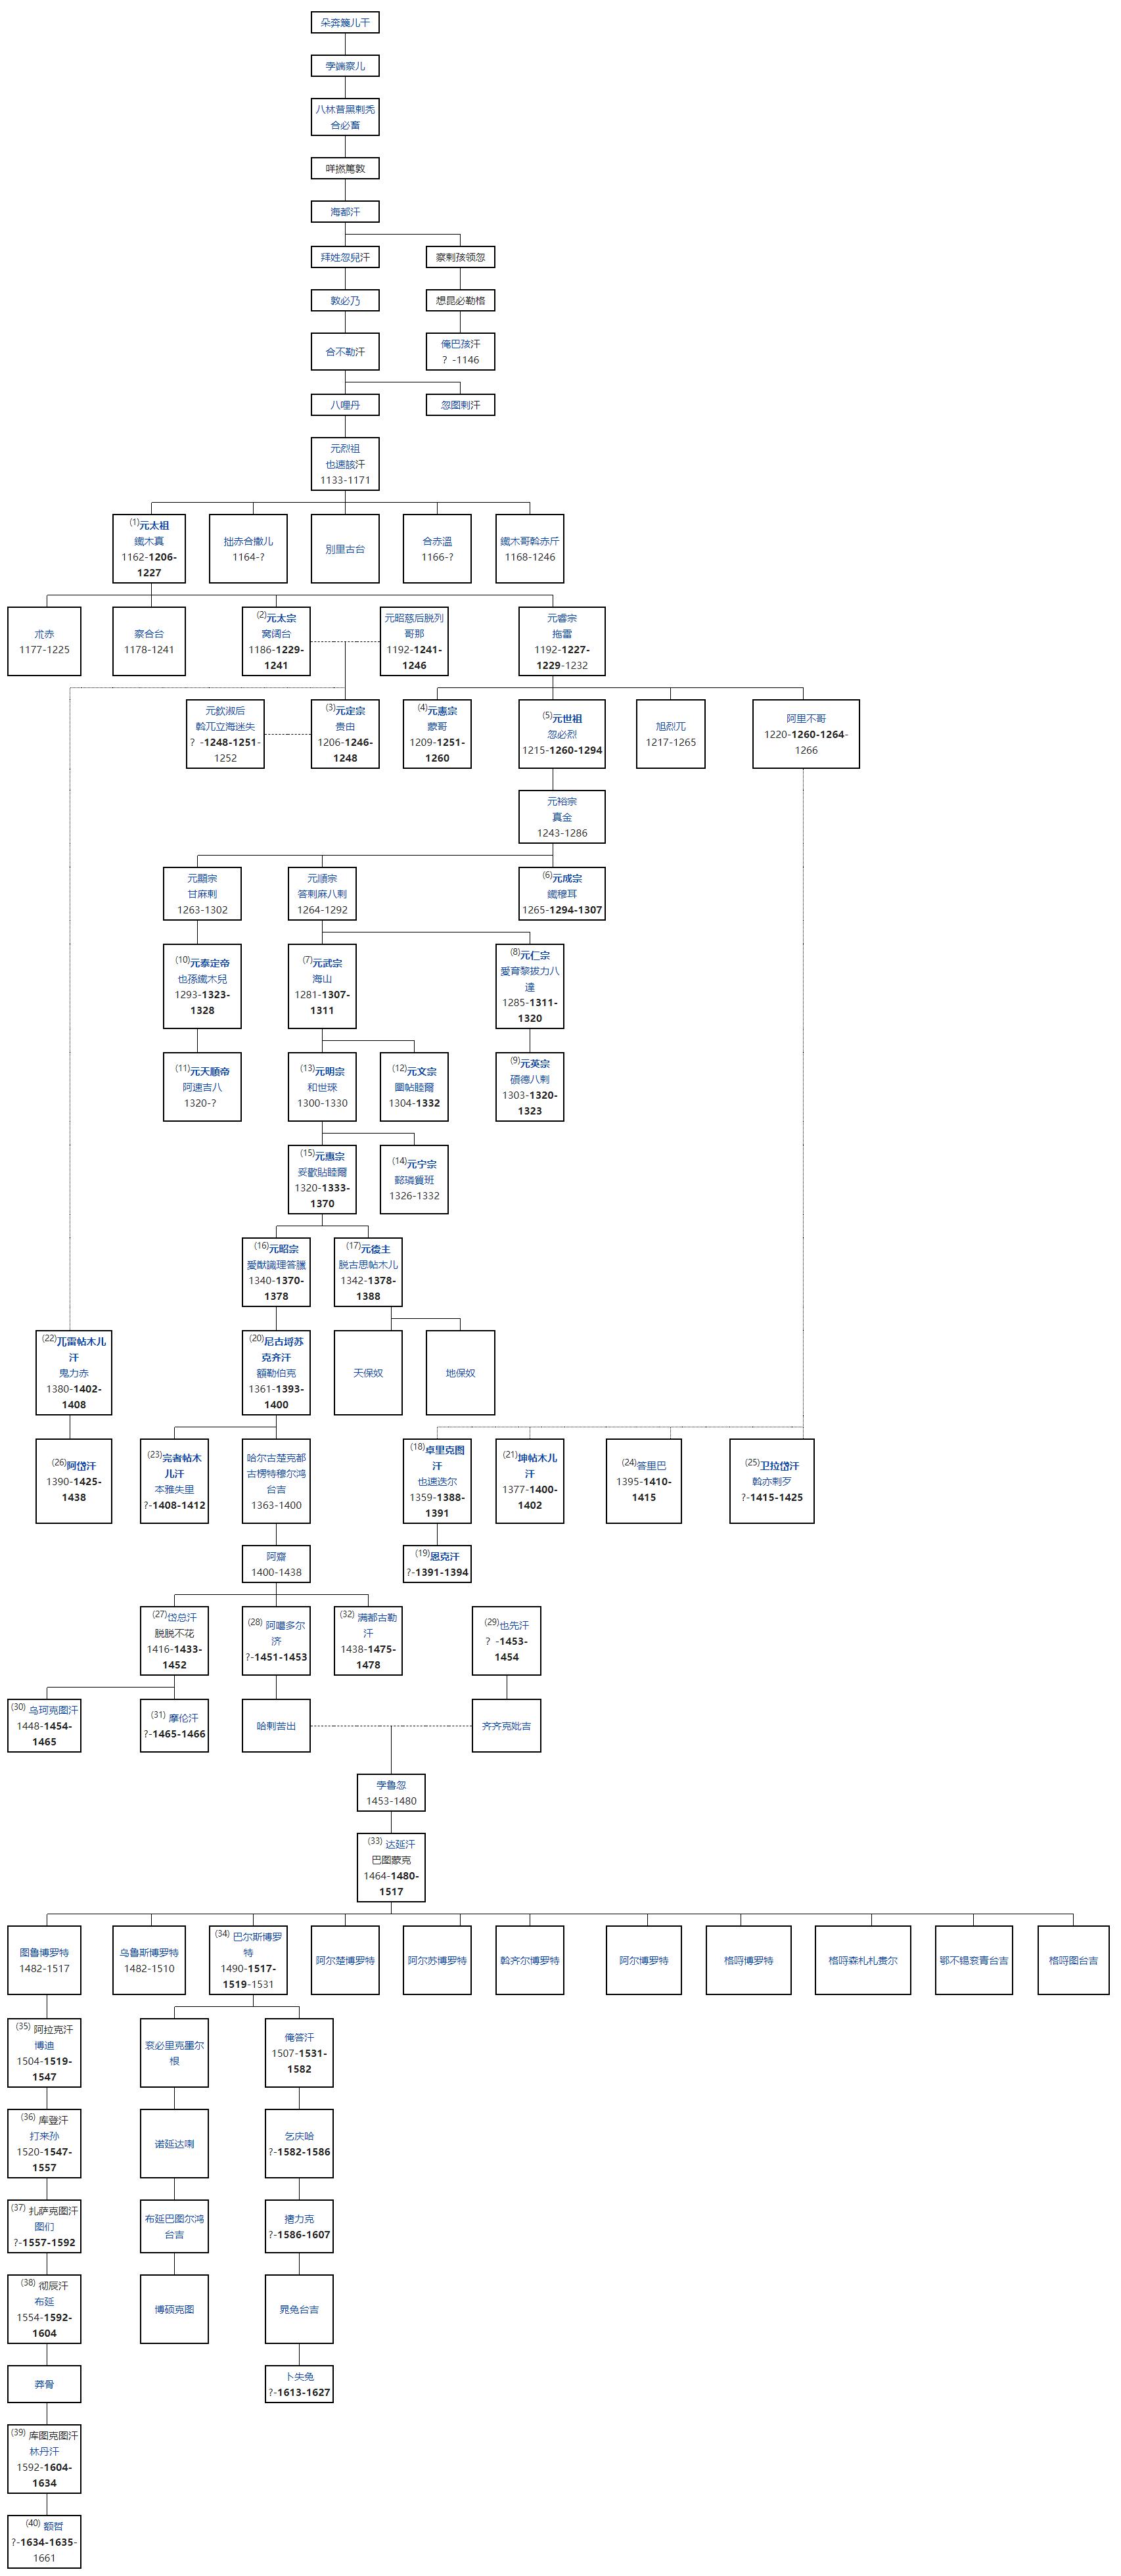 朵奔篾儿干
孛端察儿
八林昔黑剌秃
合必畜
咩撚篤敦
海都汗
拜姓忽兒汗
察剌孩领忽
敦必乃
想昆必勒格
合不勒汗
俺巴孩汗
? -1146
八哩丹
忽图剌汗
元烈祖
也速該汗
1133-1171
(1)元太祖
鐵木真
1162-1206-
1227
拙赤合撒儿
1164-?
別里古台
合赤溫
1166-?
鐵木哥斡赤斤
1168-1246
朮赤
1177-1225
察合台
1178-1241
(2)元太宗
窝阔台
1186-1229-
1241
元昭慈后脱列
哥那
1192-1241-
1246
元睿宗
拖雷
1192-1227-
1229-1232
元欽淑后
斡兀立海迷失
? -1248-1251-
1252
(3)元定宗
贵由
1206-1246-
1248
(4)元憲宗
蒙哥
1209-1251-
1260
(5)元世祖
忽必烈
1215-1260-1294
旭烈兀
1217-1265
阿里不哥
1220-1260-1264-
1266
元裕宗
真金
1243-1286
元顯宗
甘麻剌
1263-1302
元順宗
答剌麻八剌
1264-1292
(6)元成宗
鐵穆耳
1265-1294-1307
(10)元泰定帝
也孫鐵木兒
1293-1323-
1328
(7)元武宗
海山
1281-1307-
1311
(8)元仁宗
愛育黎拔力八
達
1285-1311-
1320
(11)元天順帝
阿速吉八
1320-?
(13)元明宗
和世㻋
1300-1330
(12)元文宗
圖帖睦爾
1304-1332
(9)元英宗
碩德八剌
1303-1320-
1323
(15)元惠宗
妥歡貼睦爾
1320-1333-
1370
(14)元宁宗
懿璘質班
1326-1332
(16)元昭宗
愛猷識理答臘
1340-1370-
1378
(17)元後主
脱古思帖木儿
1342-1378-
1388
(22)兀雷帖木儿
汗
鬼力赤
1380-1402-
1408
(20)尼古埒苏
克齐汗
額勒伯克
1361-1393-
1400
天保奴
地保奴
(26)阿岱汗
1390-1425-
1438
(23)完者帖木
儿汗
本雅失里
?-1408-1412
哈尔古楚克都
古楞特穆尔鸿
台吉
1363-1400
(18)卓里克图
汗
也速迭尔
1359-1388-
1391
(21)坤帖木儿
汗
1377-1400-
1402
(24)答里巴
1395-1410-
1415
(25)卫拉岱汗
斡亦剌歹
?-1415-1425
阿寨
1400-1438
(19)恩克汗
?-1391-1394
(27)岱总汗
脱脱不花
1416-1433-
1452
(28) 阿噶多尔
济
?-1451-1453
(32) 满都古勒
汗
1438-1475-
1478
(29)也先汗
? -1453-
1454
(30) 乌珂克图汗
1448-1454-
1465
(31) 摩伦汗
?-1465-1466
哈剌苦出
齐齐克妣吉
孛鲁忽
1453-1480
(33) 达延汗
巴图蒙克
1464-1480-
1517
图鲁博罗特
1482-1517
乌鲁斯博罗特
1482-1510
(34) 巴尔斯博罗
特
1490-1517-
1519-1531
阿尔楚博罗特
阿尔苏博罗特
斡齐尔博罗特
阿尔博罗特
格呼博罗特
格呼森札札赉尔
鄂不锡衮青台吉
格呼图台吉
(35) 阿拉克汗
博迪
1504-1519-
1547
衮必里克墨尔
根
俺答汗
1507-1531-
1582
(36) 库登汗
打来孙
1520-1547-
1557
诺延达喇
乞庆哈
?-1582-1586
(37) 扎萨克图汗
图们
?-1557-1592
布延巴图尔鸿
台吉
撦力克
?-1586-1607
(38) 彻辰汗
布延
1554-1592-
1604
博硕克图
晁兔台吉
莽骨
卜失兔
?-1613-1627
(39) 库图克图汗
林丹汗
1592-1604-
1634
(40) 额哲
?-1634-1635-
1661